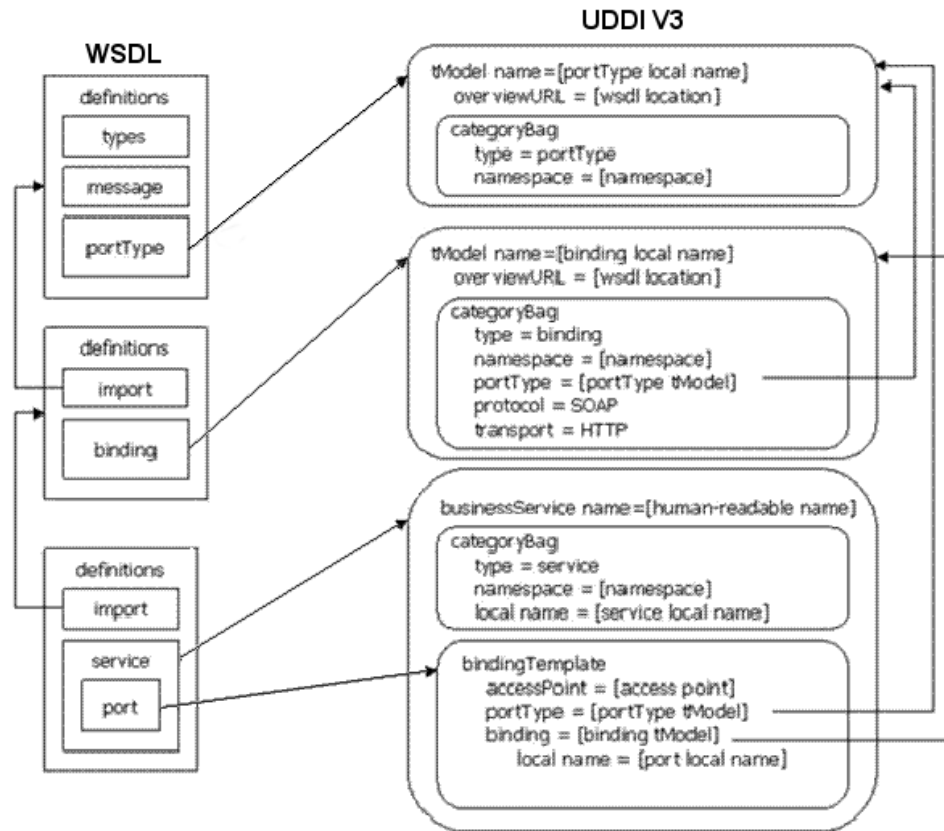 WSDL
definitions
types
message
portType
definitions
import
binding
definitions
import
service
port
UDDI V3
tModel name=[portType local name]
overviewURL = [wsdl location]
categoryBag
type = portType
namespace = [namespace]
tModel name=[binding local name]
overviewURL = [wsdl location]
categoryBag
type = binding
namespace = [namespace]
portType = [portType tModel]
protocol = SOAP
transport = HTTP
businessService name=[human-readable name]
categoryBag
type = service
namespace = [namespace]
local name = [service local name]
bindingTemplate
accessPoint = [access point]
portType = [portType tModel]
binding = [binding tModel]
local name = [port local name]